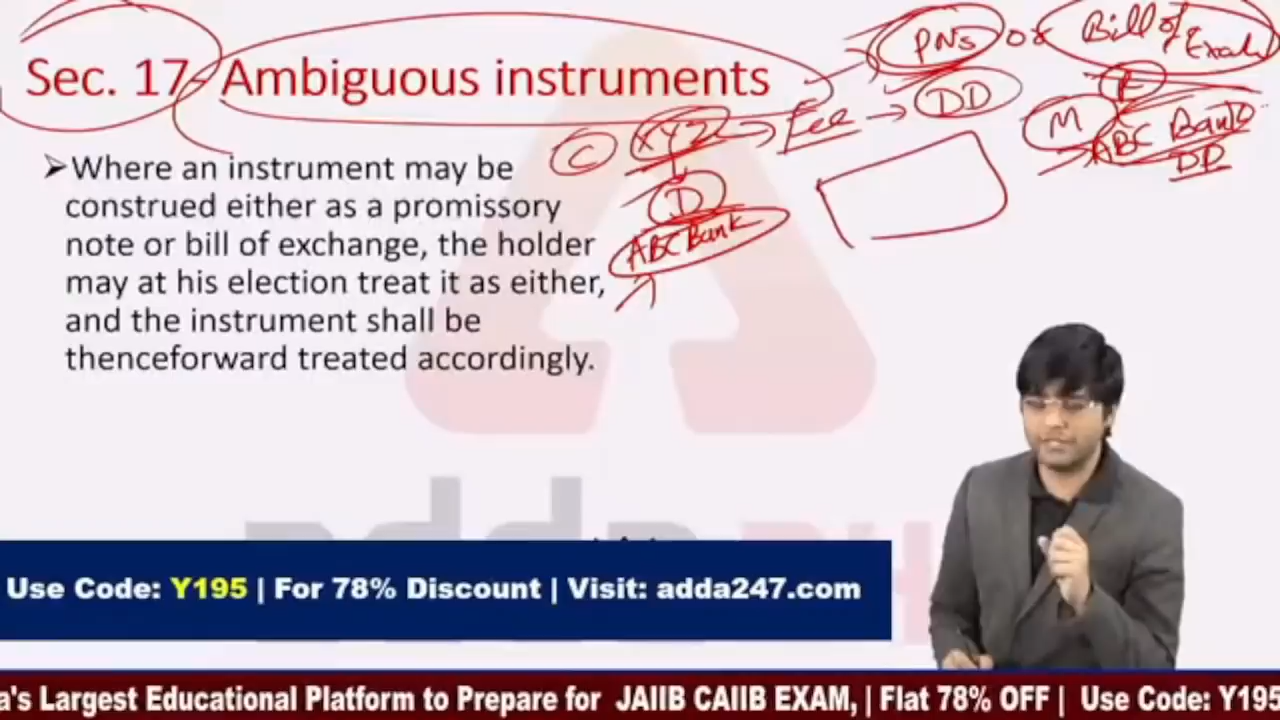 Sec. 17- Ambiguous instruments
PNs or Bill of
M
ABC Bank
DD
C XYZ → Fee → DD
D
ABC Bank
➢Where an instrument may be
construed either as a promissory
note or bill of exchange, the holder
may at his election treat it as either,
and the instrument shall be
thenceforward treated accordingly.
Use Code: Y195 | For 78% Discount | Visit: adda247.com
a's Largest Educational Platform to Prepare for JAIIB CAIIB EXAM, | Flat 78% OFF | Use Code: Y195